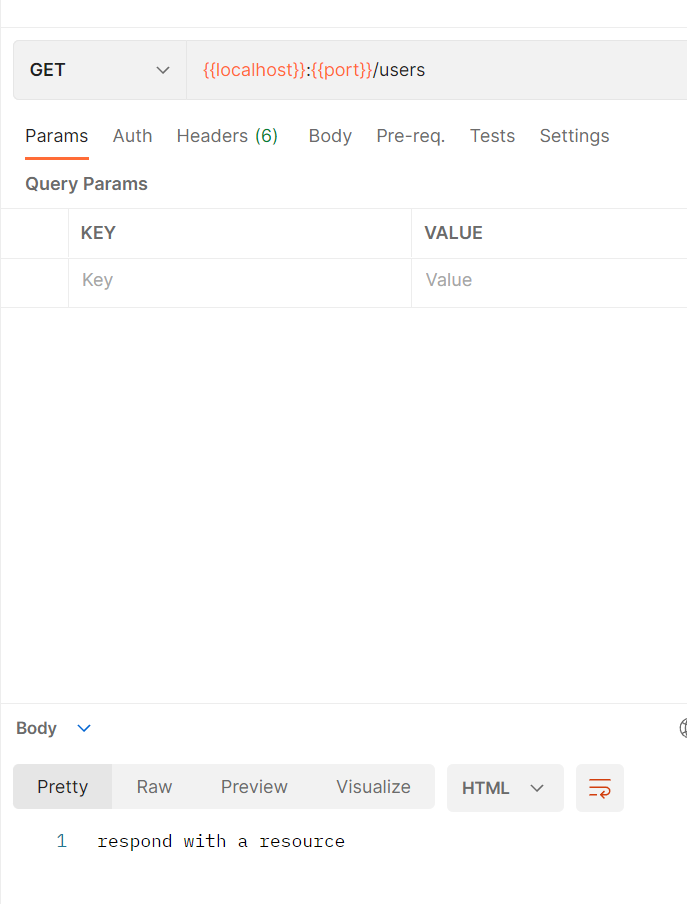 GET {{localhost}}:{{port}}/users
Params Auth Headers (6) Body Pre-req. Tests Settings
Query Params
KEY VALUE
Key Value
Body
Pretty Raw Preview Visualize HTML
1 respond with a resource